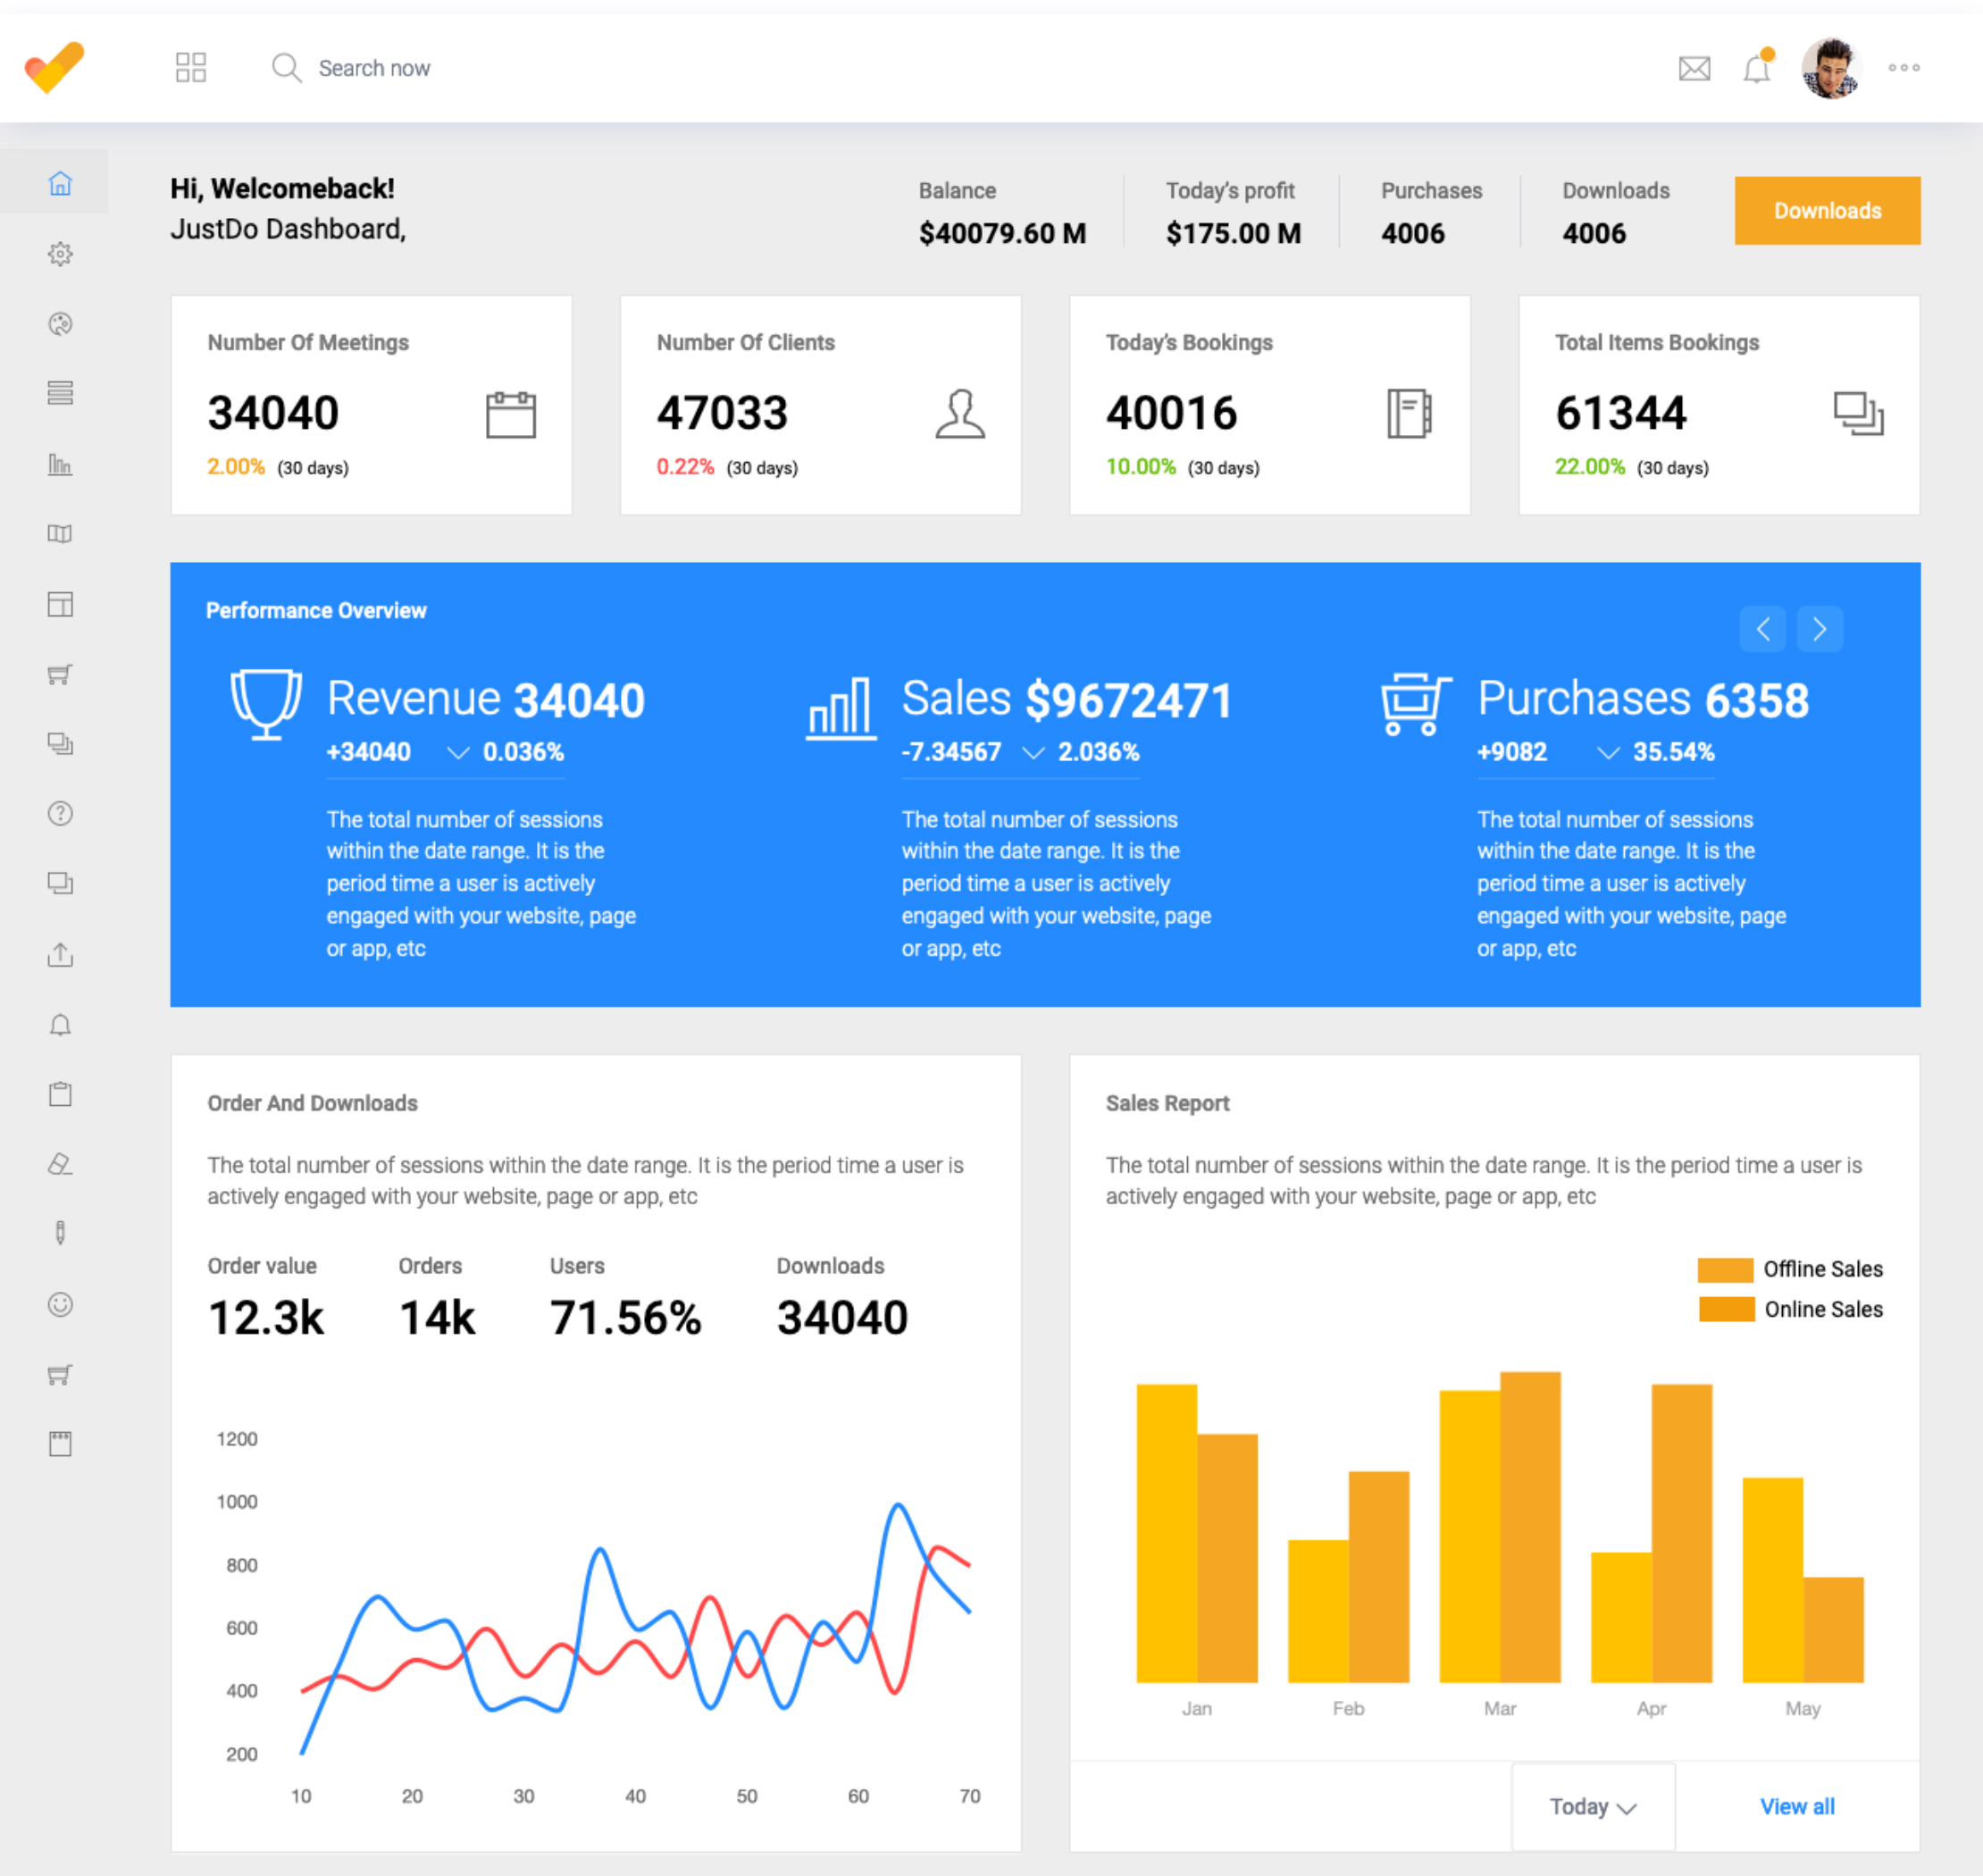 Search now
Hi, Welcomeback!
JustDo Dashboard,
Balance
$40079.60 M
Today's profit
$175.00 M
Purchases
4006
Downloads
4006
Downloads
Number Of Meetings
34040
2.00% (30 days)
Number Of Clients
47033
0.22% (30 days)
Today's Bookings
40016
10.00% (30 days)
Total Items Bookings
61344
22.00% (30 days)
Performance Overview
Revenue 34040
+34040 0.036%
The total number of sessions
within the date range. It is the
period time a user is actively
engaged with your website, page
or app, etc
Sales $9672471
-7.34567 2.036%
The total number of sessions
within the date range. It is the
period time a user is actively
engaged with your website, page
or app, etc
Purchases 6358
+9082 35.54%
The total number of sessions
within the date range. It is the
period time a user is actively
engaged with your website, page
or app, etc
Order And Downloads
The total number of sessions within the date range. It is the period time a user is
actively engaged with your website, page or app, etc
Order value
12.3k
Orders
14k
Users
71.56%
Downloads
34040
1200
1000
800
600
400
200
10 20 30 40 50 60 70
Sales Report
The total number of sessions within the date range. It is the period time a user is
actively engaged with your website, page or app, etc
Offline Sales
Online Sales
Jan Feb Mar Apr May
Today
View all